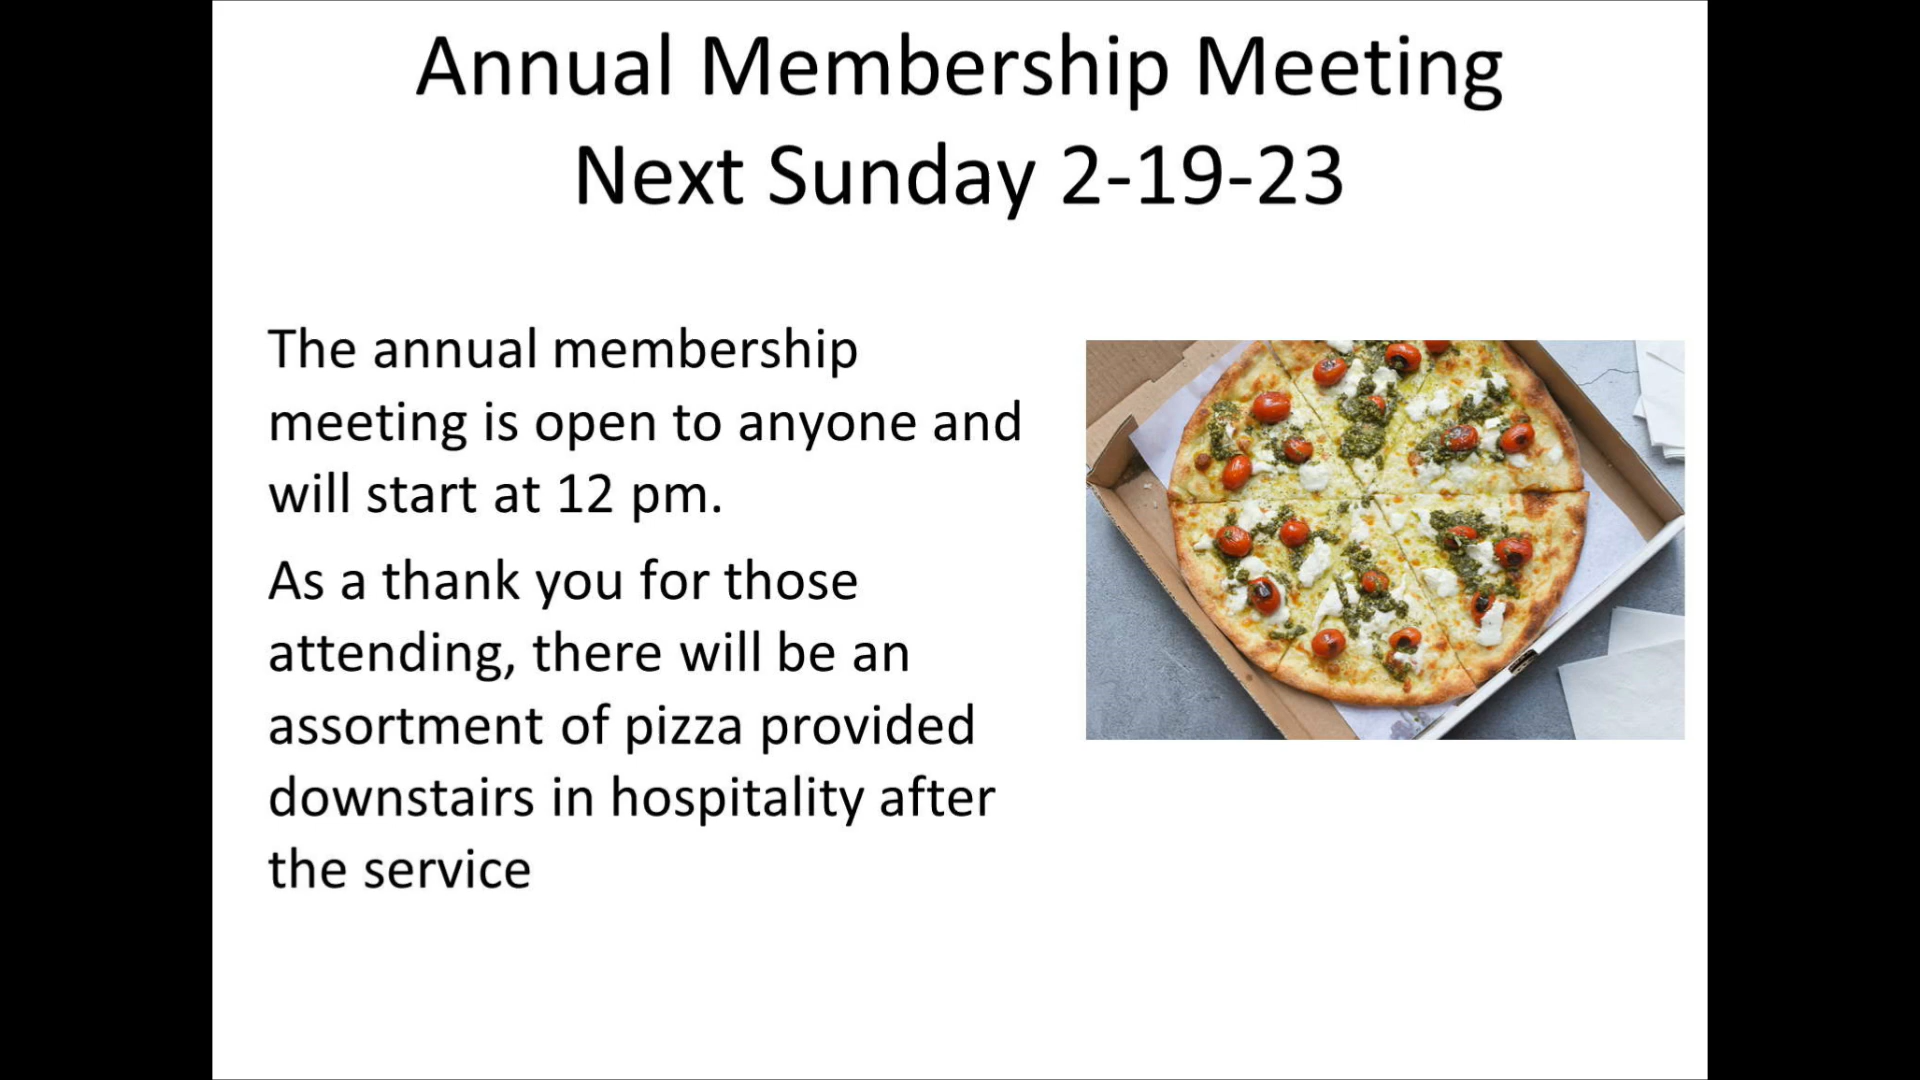 Annual Membership Meeting
Next Sunday 2-19-23
The annual membership
meeting is open to anyone and
will start at 12 pm.
As a thank you for those
attending, there will be an
assortment of pizza provided
downstairs in hospitality after
the service